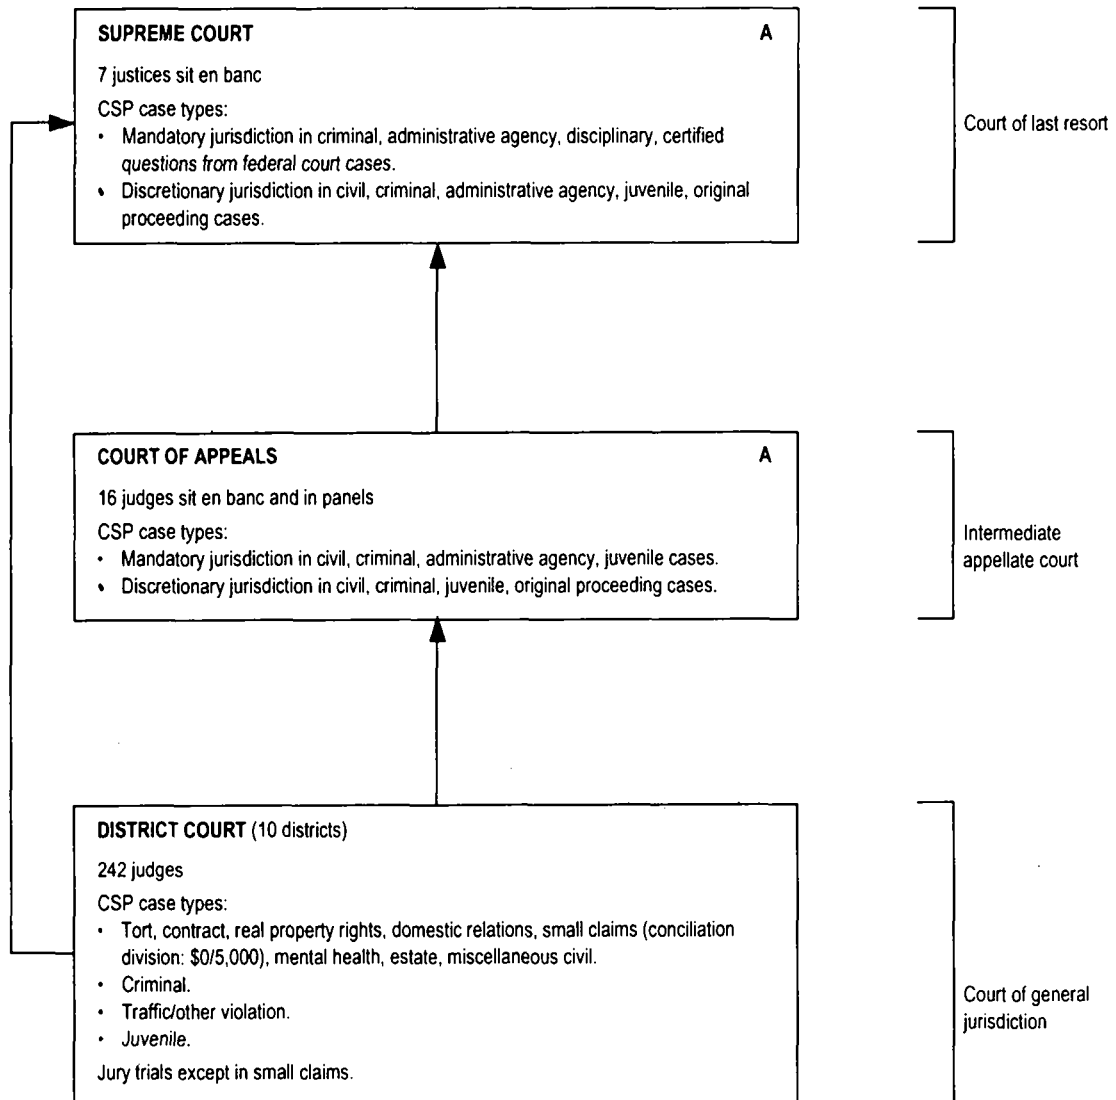 SUPREME COURT A
7 justices sit en banc
CSP case types:
• Mandatory jurisdiction in criminal, administrative agency, disciplinary, certified
questions from federal court cases.
• Discretionary jurisdiction in civil, criminal, administrative agency, juvenile, original
proceeding cases.
Court of last resort
COURT OF APPEALS A
16 judges sit en banc and in panels
CSP case types:
• Mandatory jurisdiction in civil, criminal, administrative agency, juvenile cases.
• Discretionary jurisdiction in civil, criminal, juvenile, original proceeding cases.
Intermediate
appellate court
DISTRICT COURT (10 districts)
242 judges
CSP case types:
• Tort, contract, real property rights, domestic relations, small claims (conciliation
division: $0/5,000), mental health, estate, miscellaneous civil.
• Criminal.
• Traffic/other violation.
• Juvenile.
Jury trials except in small claims.
Court of general
jurisdiction